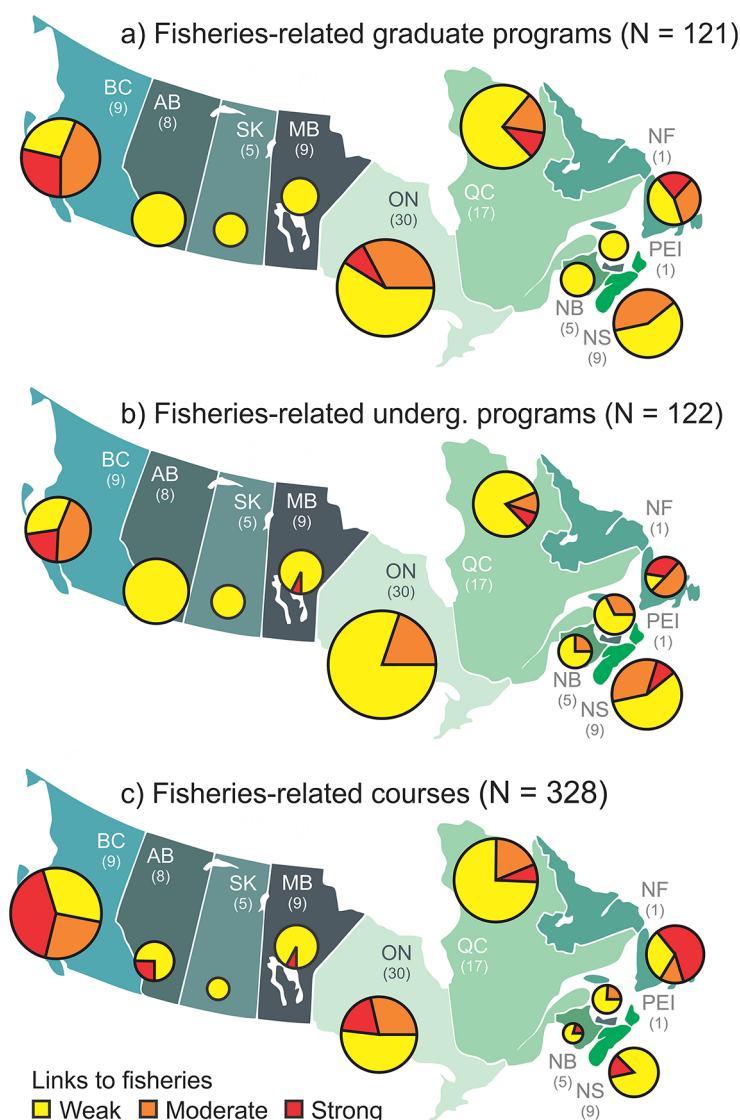 a) Fisheries-related graduate programs (N = 121)
BC
(9)
AB
(8)
SK
(5)
MB
(9)
ON
(30)
QC
(17)
NF
(1)
PEI
(1)
NB
(5)
NS
(9)
b) Fisheries-related underg. programs (N = 122)
BC
(9)
AB
(8)
SK
(5)
MB
(9)
ON
(30)
QC
(17)
NF
(1)
PEI
(1)
NB
(5)
NS
(9)
c) Fisheries-related courses (N = 328)
BC
(9)
AB
(8)
SK
(5)
MB
(9)
ON
(30)
QC
(17)
NF
(1)
PEI
(1)
NB
(5)
NS
(9)
Links to fisheries
Weak Moderate Strong